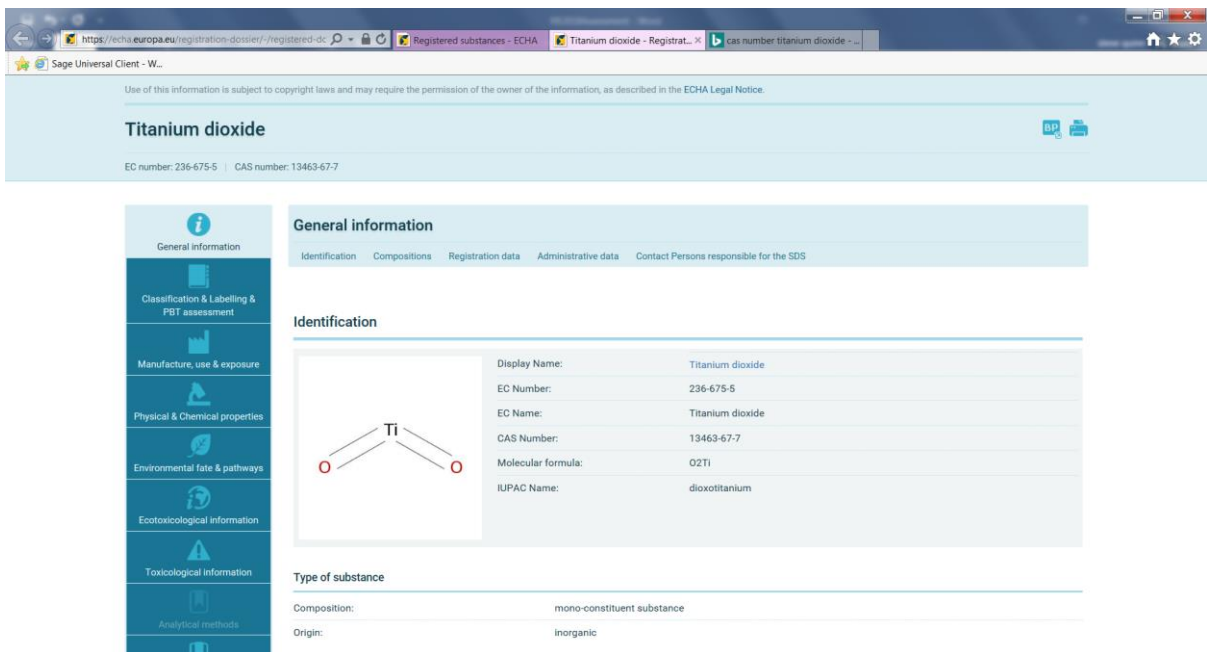 https://echa.europa.eu/registration-dossier/-/registered-dc
Registered substances - ECHA
Titanium dioxide - Registrat...
cas number titanium dioxide - ...
Sage Universal Client - W...
Use of this information is subject to copyright laws and may require the permission of the owner of the information, as described in the ECHA Legal Notice.
Titanium dioxide
BP
EC number: 236-675-5 | CAS number: 13463-67-7
General information
Classification & Labelling &
PBT assessment
Manufacture, use & exposure
Physical & Chemical properties
Environmental fate & pathways
Ecotoxicological information
Toxicological information
Analytical methods
General information
Identification Compositions Registration data Administrative data Contact Persons responsible for the SDS
Identification
Ti
O O
Display Name: Titanium dioxide
EC Number: 236-675-5
EC Name: Titanium dioxide
CAS Number: 13463-67-7
Molecular formula: O2Ti
IUPAC Name: dioxotitanium
Type of substance
Composition: mono-constituent substance
Origin: inorganic